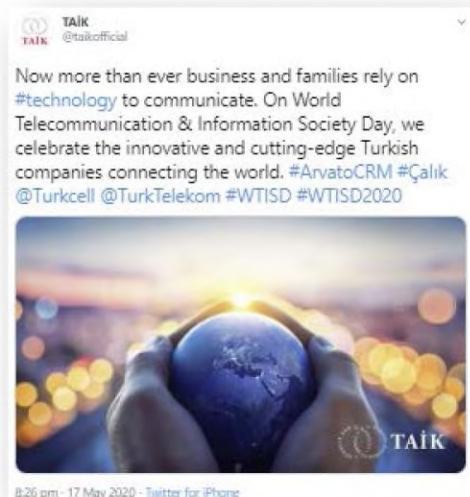 TAİK
@taikofficial
TAİK
Now more than ever business and families rely on
#technology to communicate. On World
Telecommunication & Information Society Day, we
celebrate the innovative and cutting-edge Turkish
companies connecting the world. #ArvatoCRM #Çalık
@Turkcell @TurkTelekom #WTISD #WTISD2020
TAİK
8:26 pm · 17 May 2020 · Twitter for iPhone